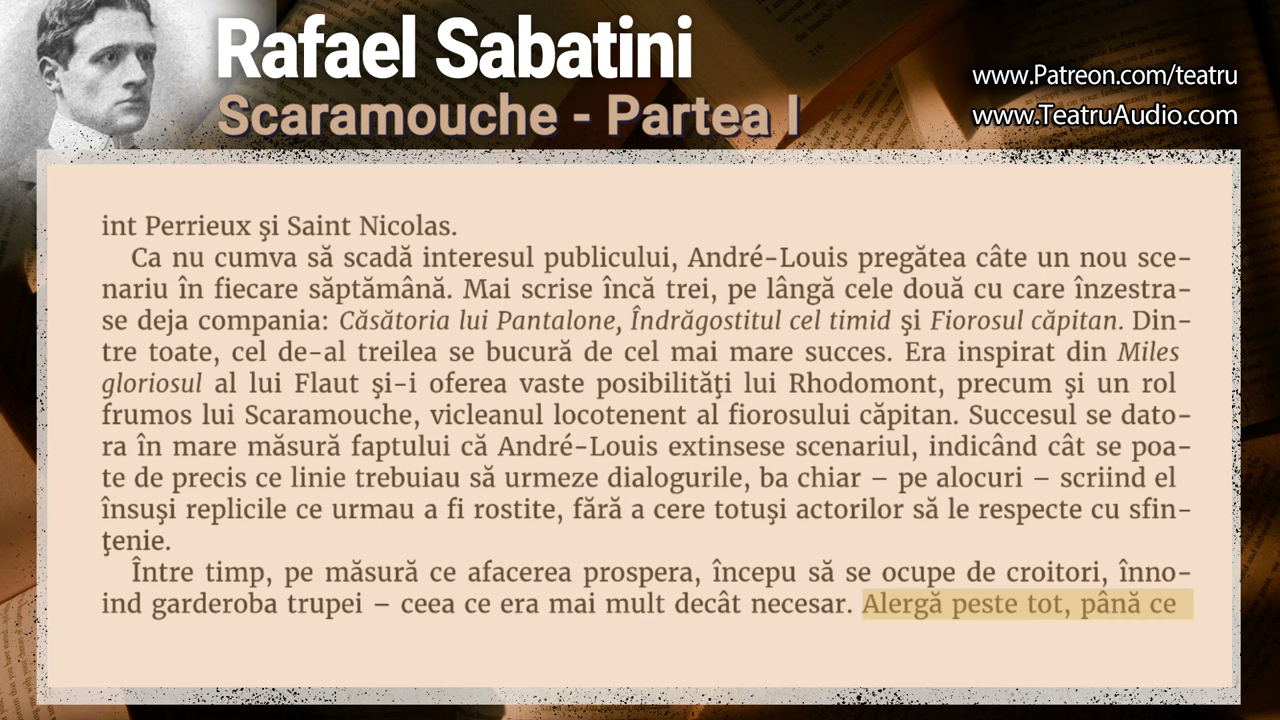 Rafael Sabatini
Scaramouche - Partea I
www.Patreon.com/teatru
www.TeatruAudio.com
int Perrieux şi Saint Nicolas.
Ca nu cumva să scadă interesul publicului, André-Louis pregătea câte un nou sce-
nariu în fiecare săptămână. Mai scrise încă trei, pe lângă cele două cu care înzestra-
se deja compania: Căsătoria lui Pantalone, Îndrăgostitul cel timid şi Fiorosul căpitan. Din-
tre toate, cel de-al treilea se bucură de cel mai mare succes. Era inspirat din Miles
gloriosul al lui Flaut şi-i oferea vaste posibilităţi lui Rhodomont, precum şi un rol
frumos lui Scaramouche, vicleanul locotenent al fiorosului căpitan. Succesul se dato-
ra în mare măsură faptului că André-Louis extinsese scenariul, indicând cât se poa-
te de precis ce linie trebuiau să urmeze dialogurile, ba chiar – pe alocuri – scriind el
însuşi replicile ce urmau a fi rostite, fără a cere totuşi actorilor să le respecte cu sfin-
ţenie.
Între timp, pe măsură ce afacerea prospera, începu să se ocupe de croitori, înno-
ind garderoba trupei – ceea ce era mai mult decât necesar. Alergă peste tot, până ce